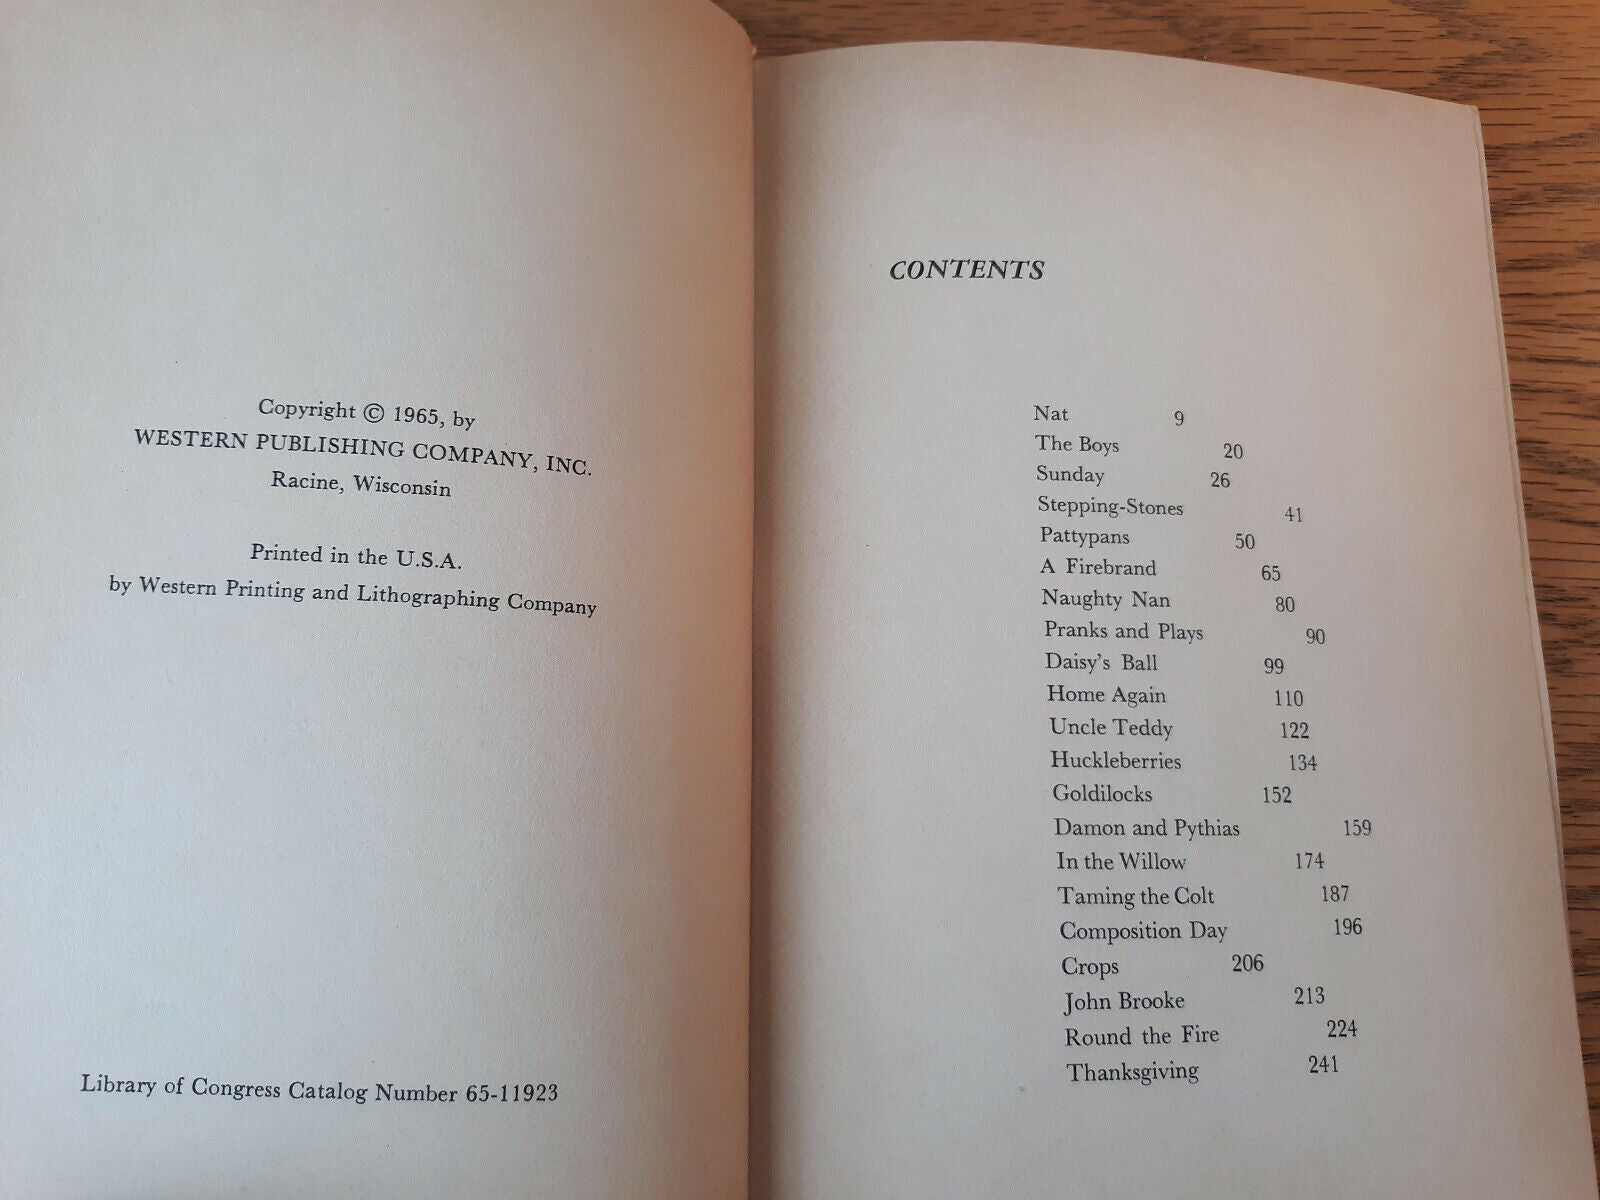 Copyright © 1965, by
WESTERN PUBLISHING COMPANY, INC.
Racine, Wisconsin
Printed in the U.S.A.
by Western Printing and Lithographing Company
Library of Congress Catalog Number 65-11923
CONTENTS
Nat 9
The Boys 20
Sunday 26
Stepping-Stones 41
Pattypans 50
A Firebrand 65
Naughty Nan 80
Pranks and Plays 90
Daisy's Ball 99
Home Again 110
Uncle Teddy 122
Huckleberries 134
Goldilocks 152
Damon and Pythias 159
In the Willow 174
Taming the Colt 187
Composition Day 196
Crops 206
John Brooke 213
Round the Fire 224
Thanksgiving 241